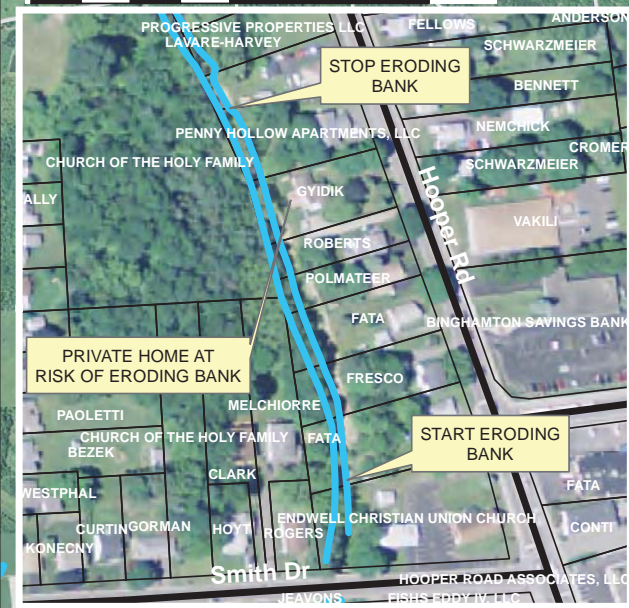 PROGRESSIVE PROPERTIES LLC
FELLOWS
ANDERSON
LAVARE-HARVEY
SCHWARZMEIER
STOP ERODING
BANK
BENNETT
NEMCHICK
PENNY HOLLOW APARTMENTS, LLC
CROMER
CHURCH OF THE HOLY FAMILY
SCHWARZMEIER
ALLY
GYIDIK
Hooper Rd
VAKILI
ROBERTS
POLMATEER
FATA
BINGHAMTON SAVINGS BANK
PRIVATE HOME AT
RISK OF ERODING BANK
FRESCO
MELCHIORRE
PAOLETTI
CHURCH OF THE HOLY FAMILY
FATA
START ERODING
BANK
BEZEK
CLARK
WESTPHAL
FATA
CURTIN
GORMAN
HOYT
ROGERS
ENDWELL CHRISTIAN UNION CHURCH
CONTI
KONECNY
Smith Dr
HOOPER ROAD ASSOCIATES, LLC
JEAVONS
FISHS EDDY IV, LLC